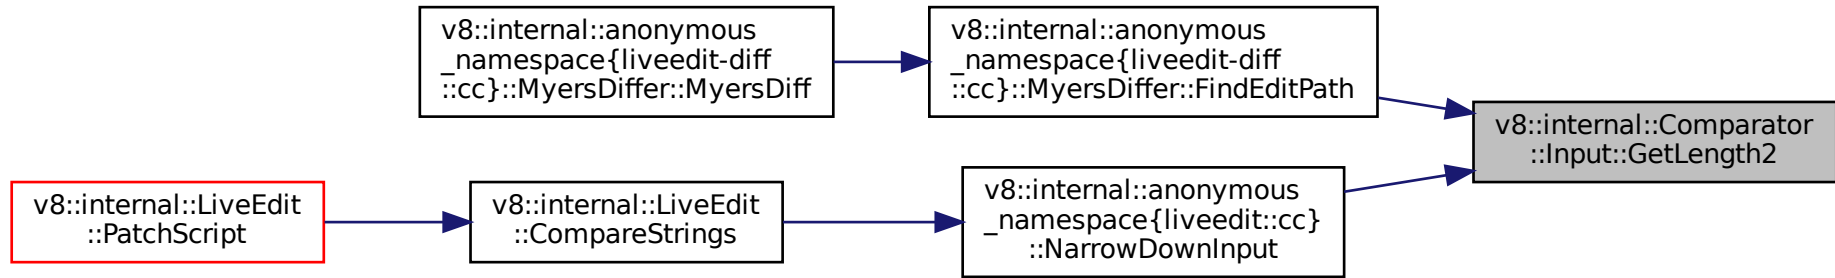 v8::internal::anonymous
_namespace{liveedit-diff
::cc}::MyersDiffer::MyersDiff
v8::internal::anonymous
_namespace{liveedit-diff
::cc}::MyersDiffer::FindEditPath
v8::internal::Comparator
::Input::GetLength2
v8::internal::LiveEdit
::PatchScript
v8::internal::LiveEdit
::CompareStrings
v8::internal::anonymous
_namespace{liveedit::cc}
::NarrowDownInput